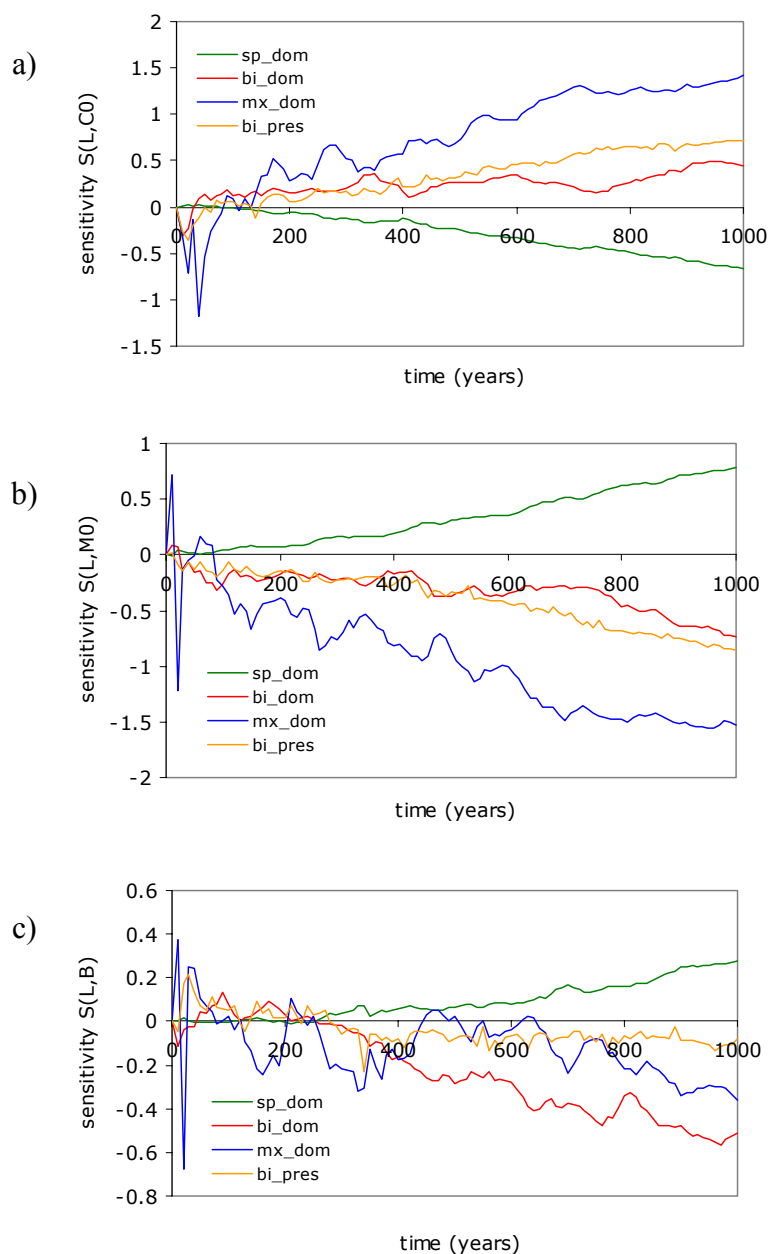 a)
sensitivity S(L,C0)
2
1.5
1
0.5
0
-0.5
-1
-1.5
sp_dom
bi_dom
mx_dom
bi_pres
0 200 400 600 800 1000
time (years)
b)
sensitivity S(L,M0)
1
0.5
0
-0.5
-1
-1.5
-2
0 200 400 600 800 1000
sp_dom
bi_dom
mx_dom
bi_pres
time (years)
c)
sensitivity S(L,B)
0.6
0.4
0.2
0
-0.2
-0.4
-0.6
-0.8
0 200 400 600 800 1000
sp_dom
bi_dom
mx_dom
bi_pres
time (years)